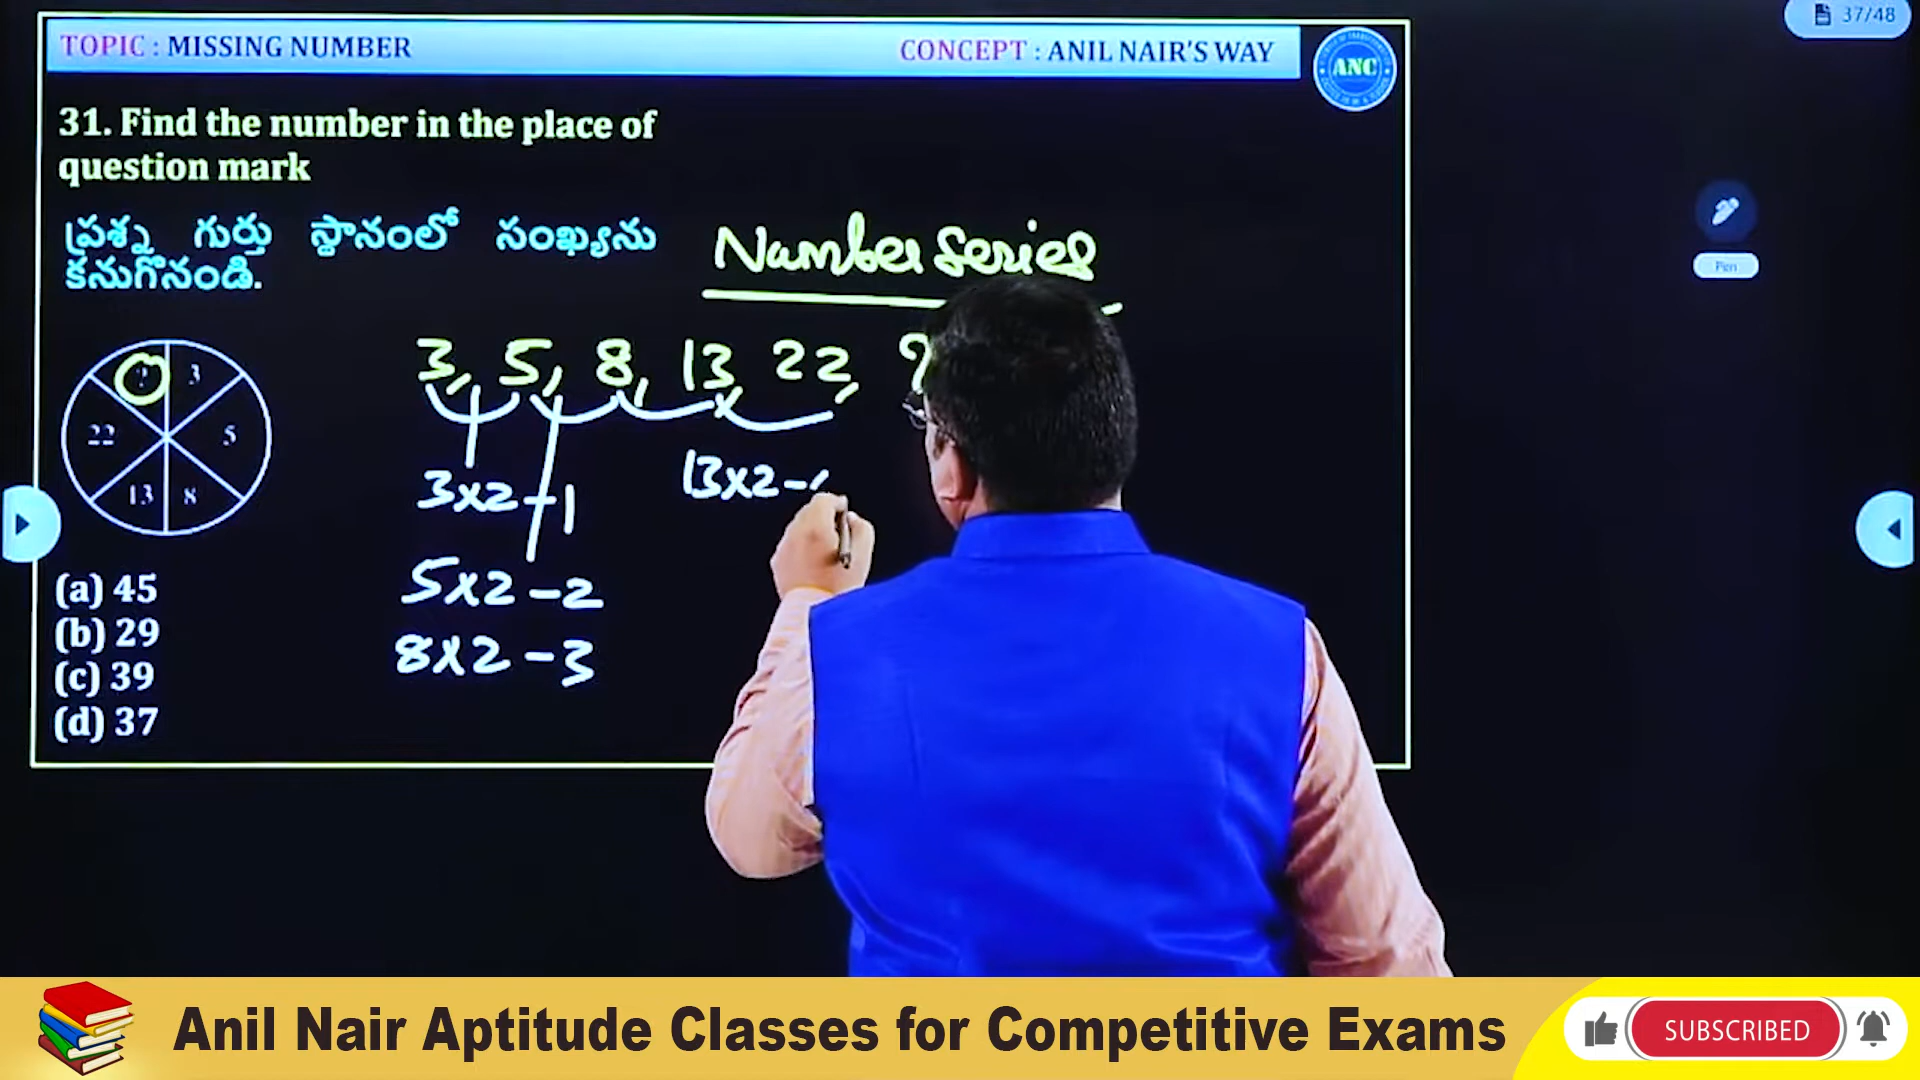 37/48
TOPIC : MISSING NUMBER
CONCEPT : ANIL NAIR'S WAY
ANC
31. Find the number in the place of
question mark
ప్రశ్న గుర్తు స్థానంలో సంఖ్యను
కనుగొనండి.
Number Series
Pen
3, 5, 8, 13 22, ?
? 3
22 5
13 8
3x2-1
13x2-
5x2-2
8x2-3
(a) 45
(b) 29
(c) 39
(d) 37
Anil Nair Aptitude Classes for Competitive Exams
SUBSCRIBED